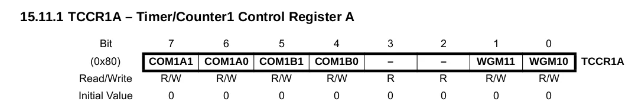 15.11.1 TCCR1A – Timer/Counter1 Control Register A
Bit 7 6 5 4 3 2 1 0
(0x80) COM1A1 COM1A0 COM1B1 COM1B0 – – WGM11 WGM10 TCCR1A
Read/Write R/W R/W R/W R/W R R R/W R/W
Initial Value 0 0 0 0 0 0 0 0